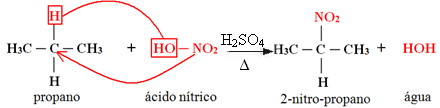 H NO₂
H₃C-C-CH₃ + HO-NO₂ H₂SO₄ H₃C-C-CH₃ + HOH
Δ
H H
propano ácido nítrico 2-nitro-propano água